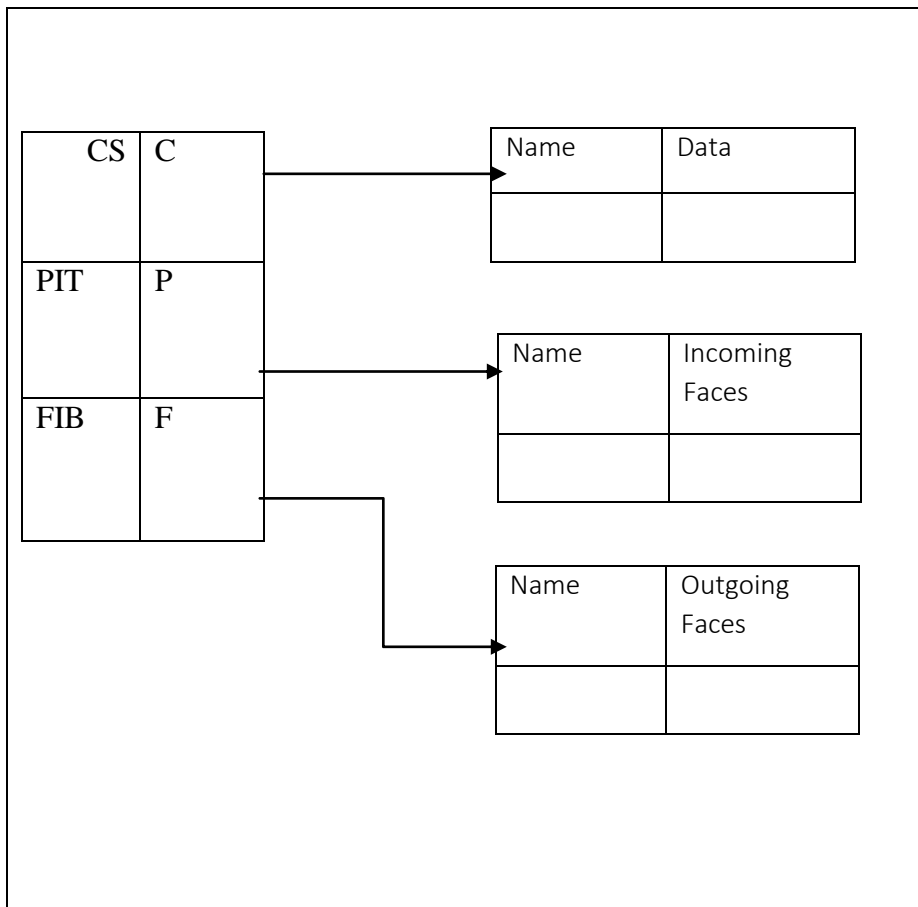 CS C
Name Data
PIT P
Name Incoming
Faces
FIB F
Name Outgoing
Faces